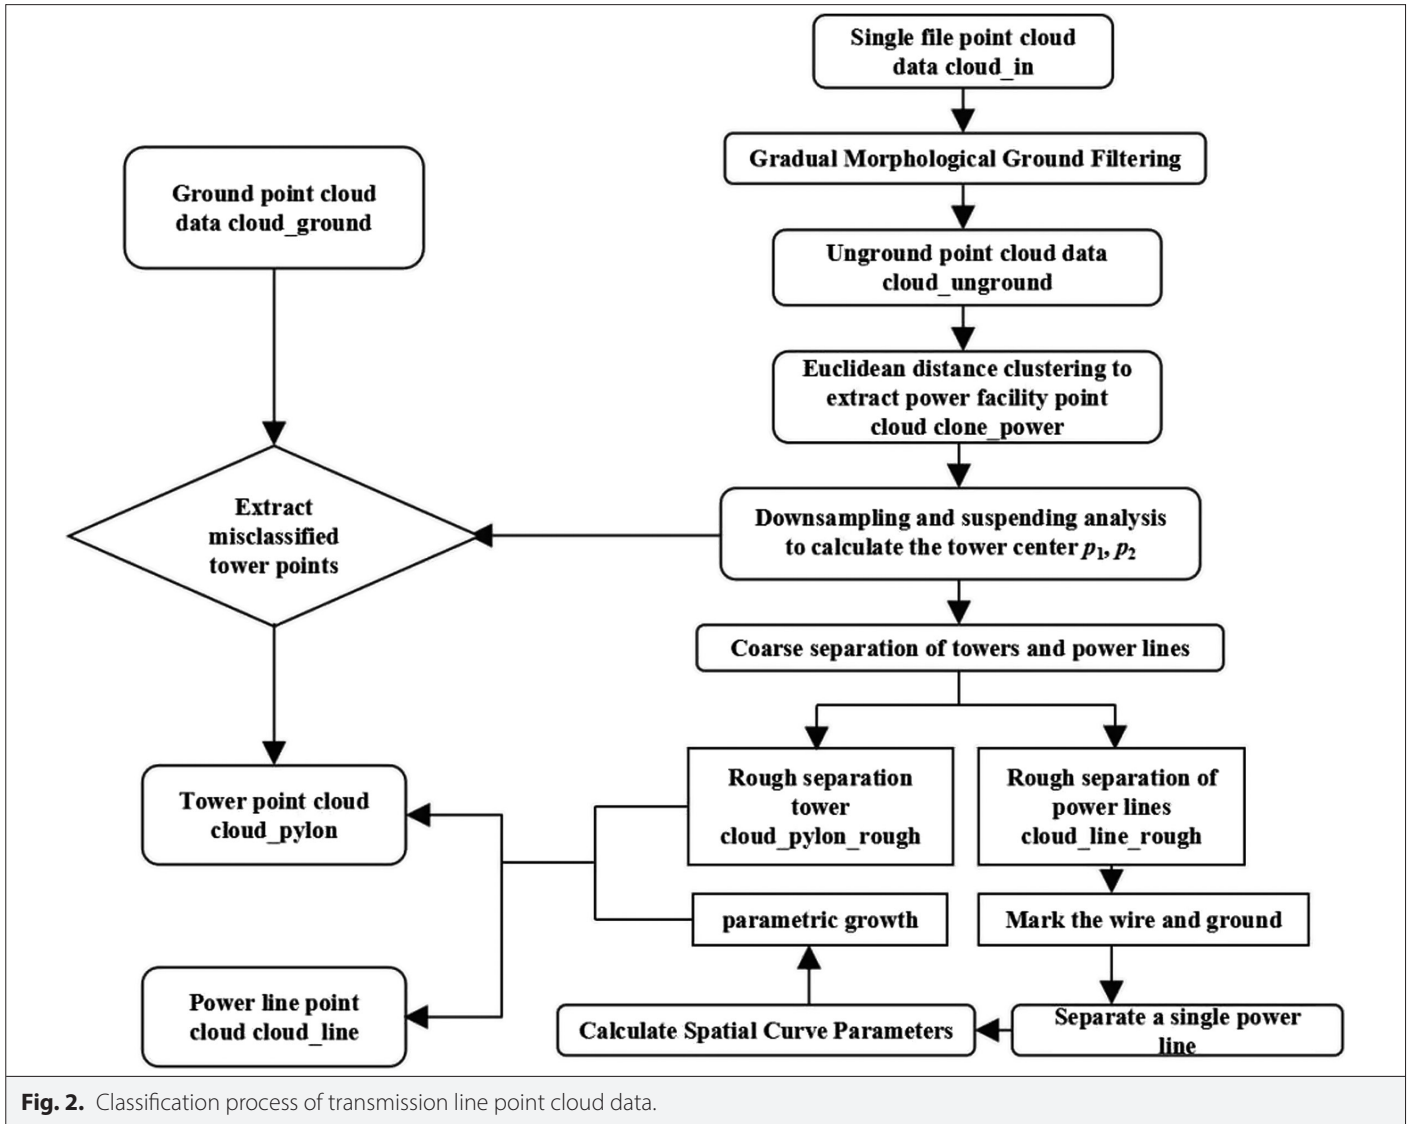 Single file point cloud
data cloud_in
Gradual Morphological Ground Filtering
Ground point cloud
data cloud_ground
Unground point cloud data
cloud_unground
Euclidean distance clustering to
extract power facility point
cloud clone_power
Extract
misclassified
tower points
Downsampling and suspending analysis
to calculate the tower center p1, p2
Coarse separation of towers and power lines
Rough separation
tower
cloud_pylon_rough
Rough separation of
power lines
cloud_line_rough
Tower point cloud
cloud_pylon
parametric growth
Mark the wire and ground
Power line point
cloud cloud_line
Calculate Spatial Curve Parameters
Separate a single power
line
Fig. 2. Classification process of transmission line point cloud data.